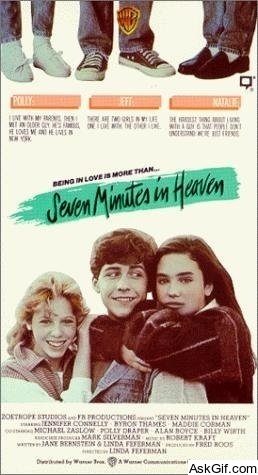 WB
POLLY:
JEFF:
NATALIE
I LIVE WITH MY PARENTS, THEN I
MET AN OLDER GUY. HE'S FAMOUS,
HE LOVES ME AND HE LIVES IN
NEW YORK.
THERE ARE TWO GIRLS IN MY LIFE
ONE I LIVE WITH, THE OTHER I LIKE.
THE HARDEST THING ABOUT LIVING
WITH A GUY IS THAT PEOPLE DON'T
UNDERSTAND WE'RE JUST FRIENDS.
BEING IN LOVE IS MORE THAN...
Seven Minutes in Heaven
ZOETROPE STUDIOS AND FR PRODUCTIONS PRESENT "SEVEN MINUTES IN HEAVEN"
STARRING JENNIFER CONNELLY · BYRON THAMES · MADDIE CORMAN
CO-STARRING MICHAEL ZASLOW · POLLY DRAPER · ALAN BOYCE · BILLY WIRTH
ASSOCIATE PRODUCER MARK SILVERMAN · MUSIC BY ROBERT KRAFT
WRITTEN BY JANE BERNSTEIN & LINDA FEFERMAN · PRODUCED BY FRED ROOS
DIRECTED BY LINDA FEFERMAN
Distributed by Warner Bros. A Warner Communications
AskGif.com